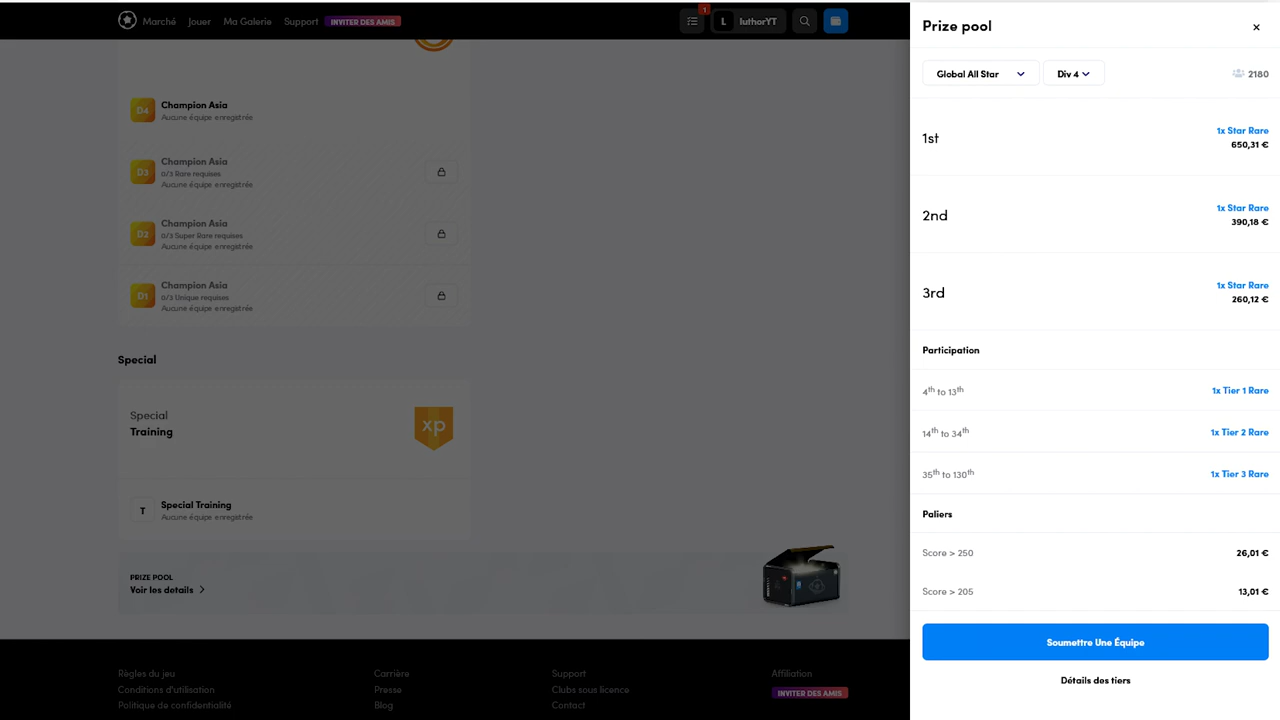 Marché Jouer Ma Galerie Support INVITER DES AMIS
1
L luthorYT
D4 Champion Asia
Aucune équipe enregistrée
D3 Champion Asia
0/3 Rare requises
Aucune équipe enregistrée
D2 Champion Asia
0/3 Super Rare requises
Aucune équipe enregistrée
D1 Champion Asia
0/3 Unique requises
Aucune équipe enregistrée
Special
Special
Training
xp
T Special Training
Aucune équipe enregistrée
PRIZE POOL
Voir les details
Règles du jeu
Conditions d'utilisation
Politique de confidentialité
Carrière
Presse
Blog
Support
Clubs sous licence
Contact
Affiliation
INVITER DES AMIS
Prize pool
Global All Star Div 4 2180
1st
1x Star Rare
650,31 €
2nd
1x Star Rare
390,18 €
3rd
1x Star Rare
260,12 €
Participation
4th to 13th 1x Tier 1 Rare
14th to 34th 1x Tier 2 Rare
35th to 130th 1x Tier 3 Rare
Paliers
Score > 250 26,01 €
Score > 205 13,01 €
Soumettre Une Équipe
Détails des tiers